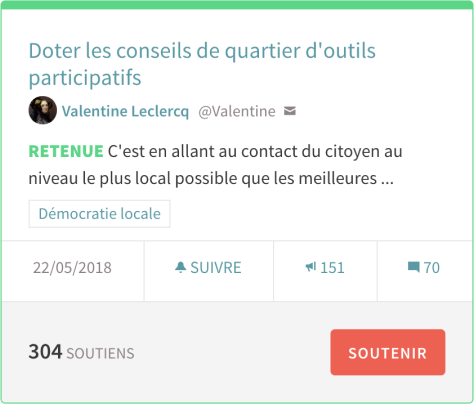 Doter les conseils de quartier d'outils
participatifs
Valentine Leclercq @Valentine
RETENUE C'est en allant au contact du citoyen au
niveau le plus local possible que les meilleures ...
Démocratie locale
22/05/2018 SUIVRE 151 70
304 SOUTIENS SOUTENIR